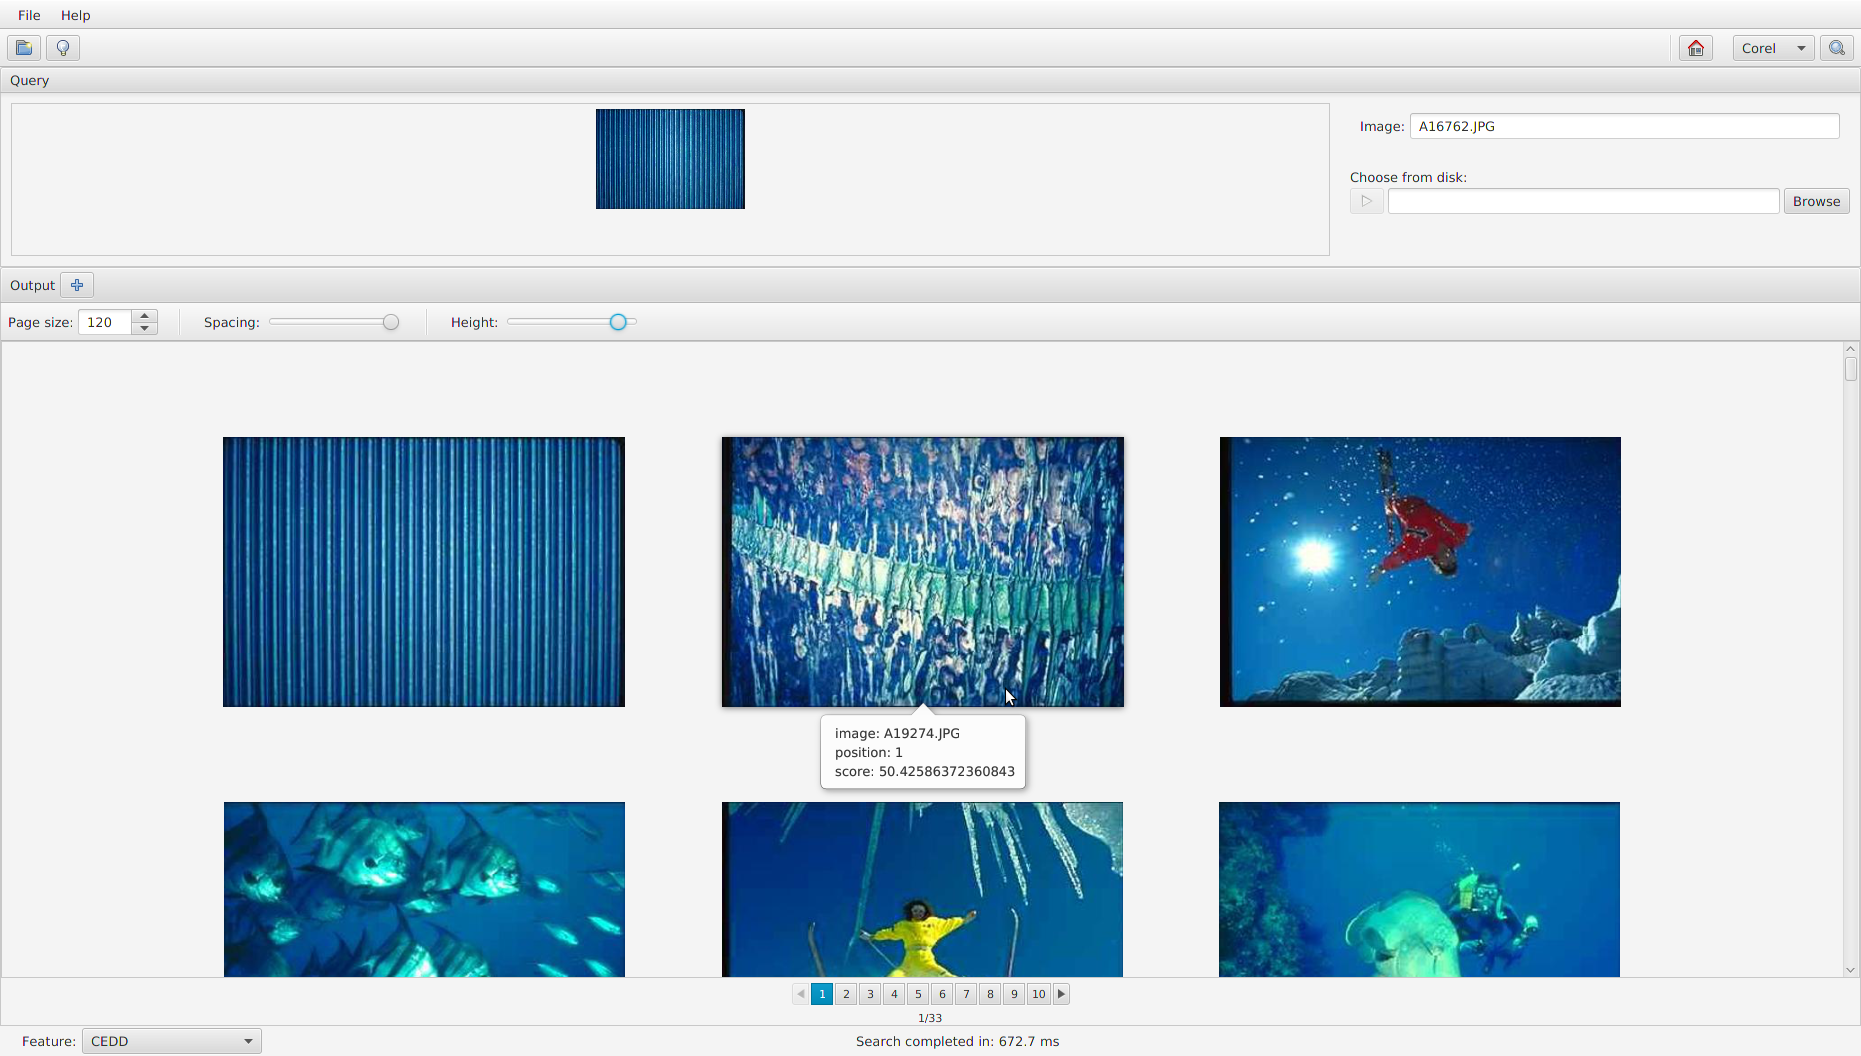 File Help
Corel
Query
Image: A16762.JPG
Choose from disk:
Browse
Output
Page size: 120 Spacing: Height:
image: A19274.JPG
position: 1
score: 50.42586372360843
1 2 3 4 5 6 7 8 9 10
1/33
Feature: CEDD Search completed in: 672.7 ms